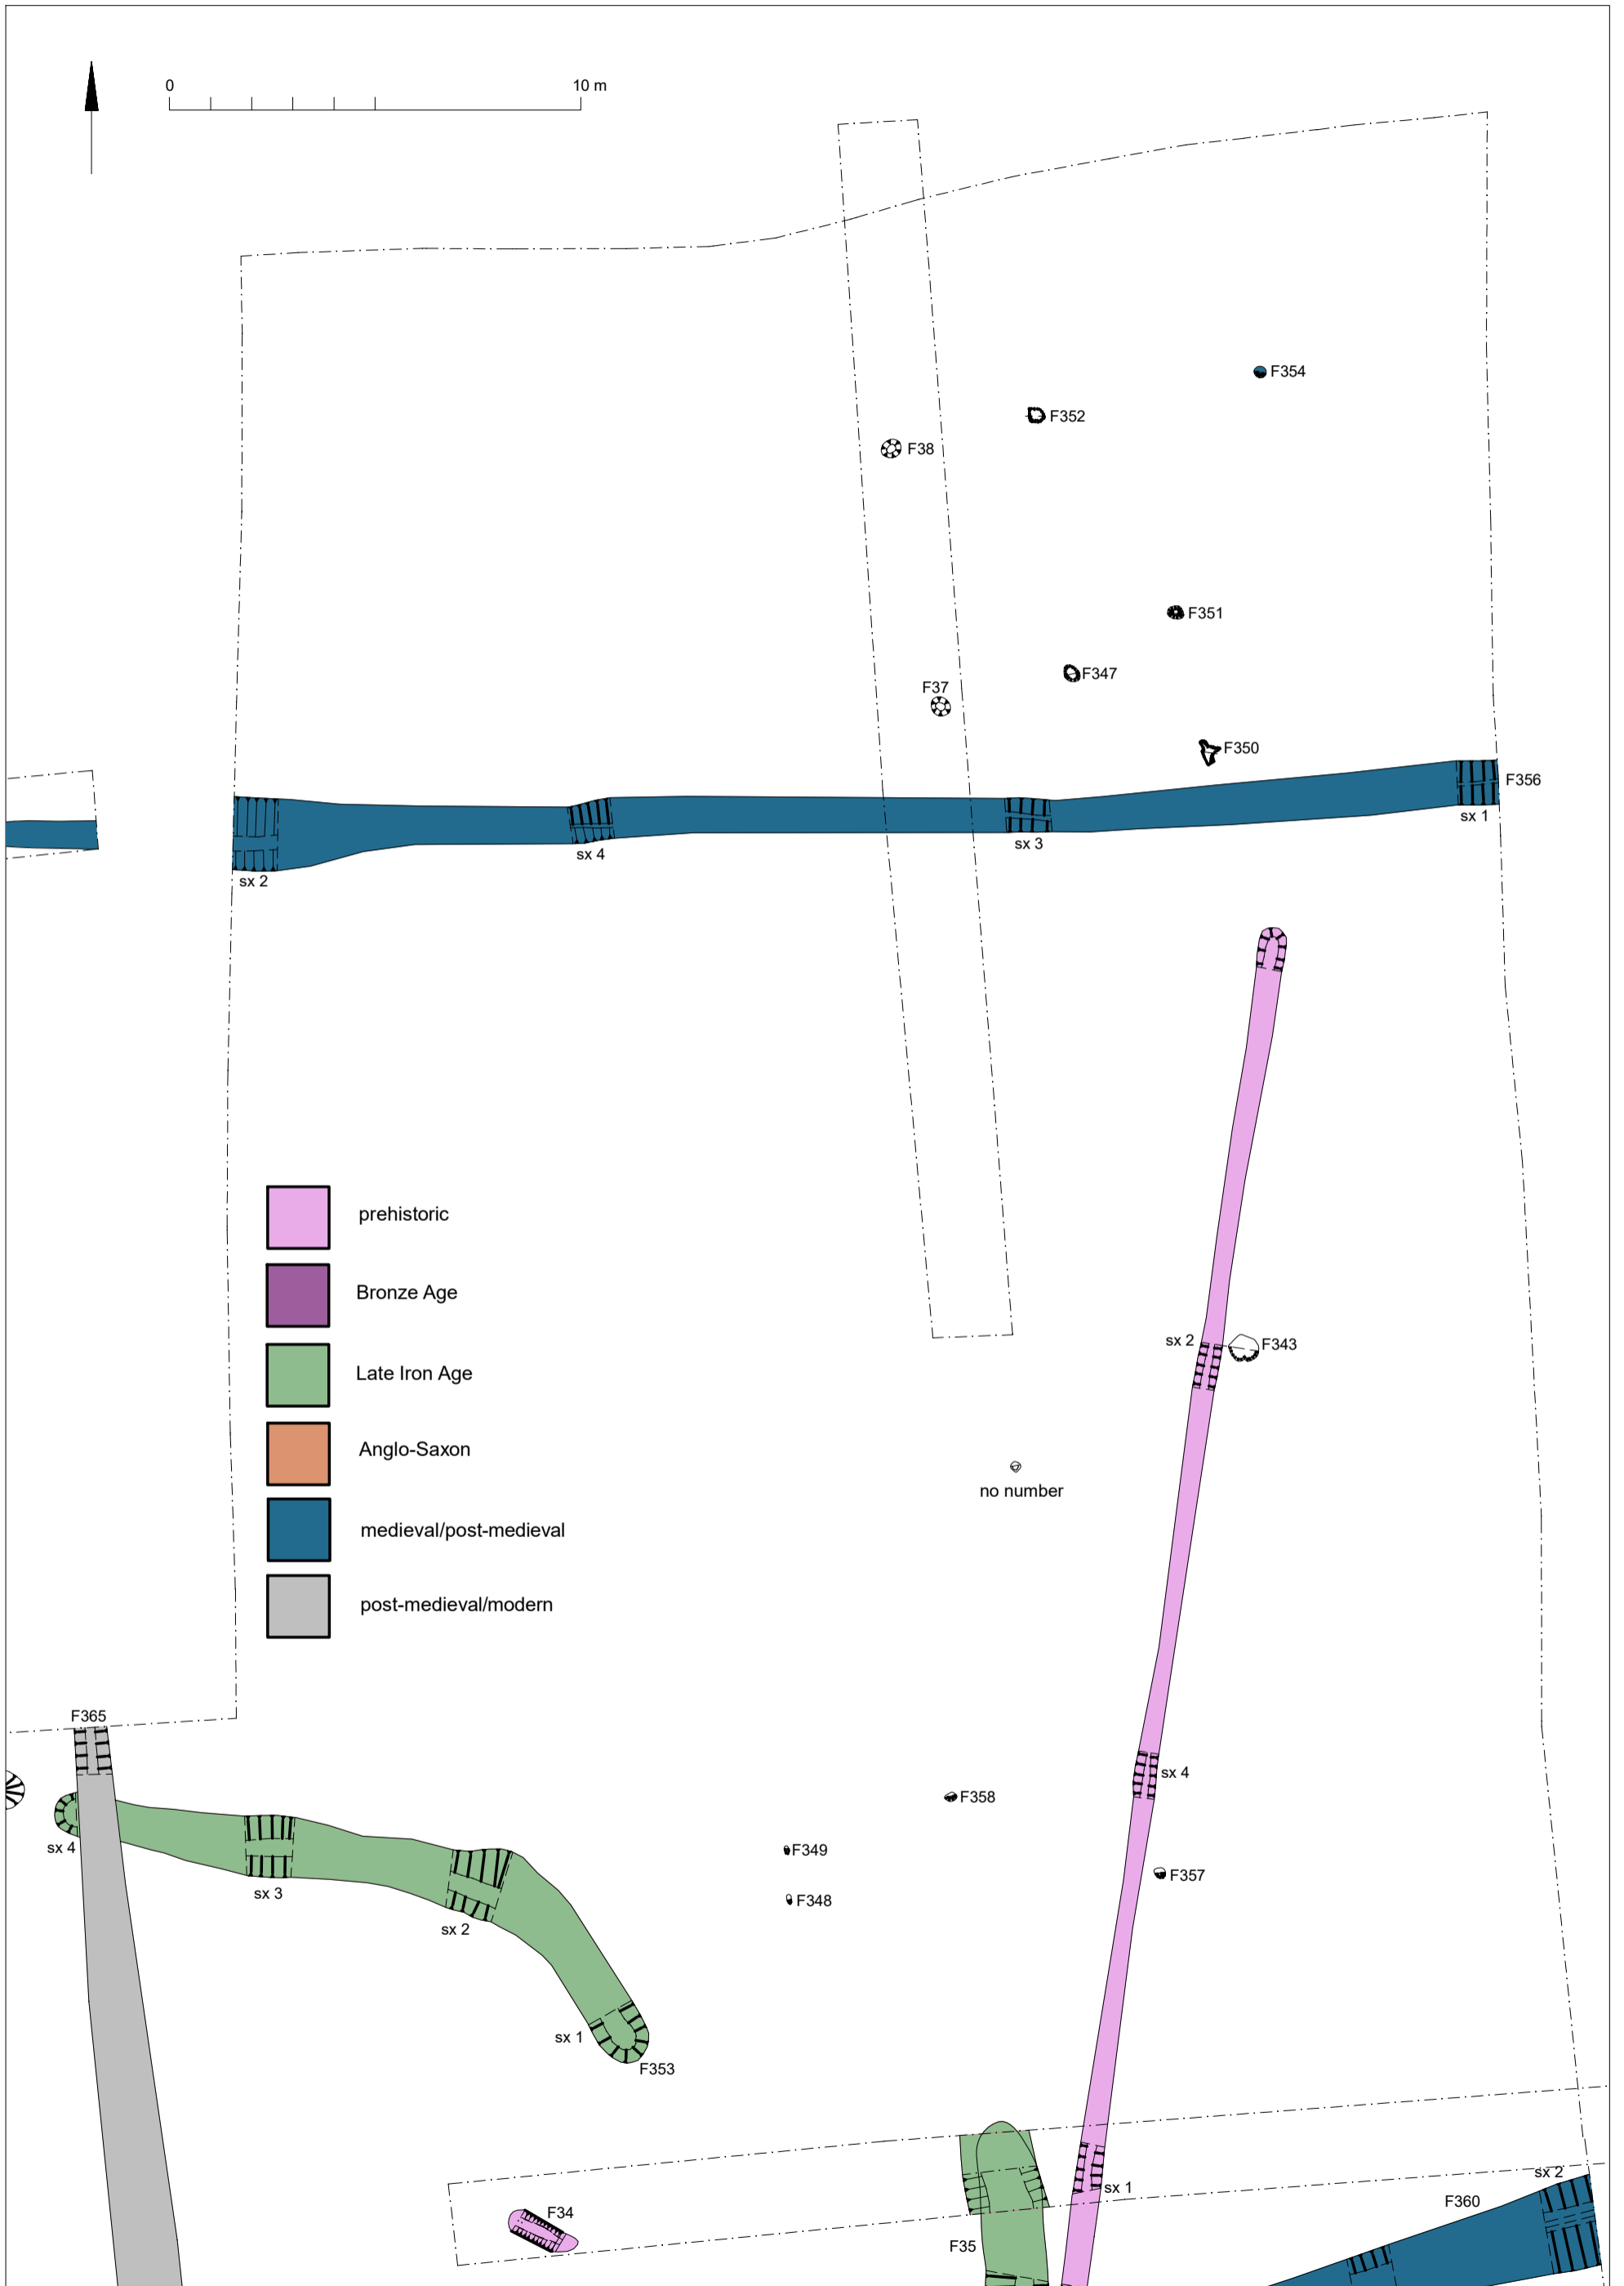 0
10 m
F354
F352
F38
F351
F347
F37
F350
F356
sx 1
sx 3
sx 4
sx 2
prehistoric
Bronze Age
sx 2
F343
Late Iron Age
Anglo-Saxon
no number
medieval/post-medieval
post-medieval/modern
F365
sx 4
F358
F349
sx 4
F357
sx 3
F348
sx 2
sx 1
F353
sx 2
sx 1
F360
F34
F35